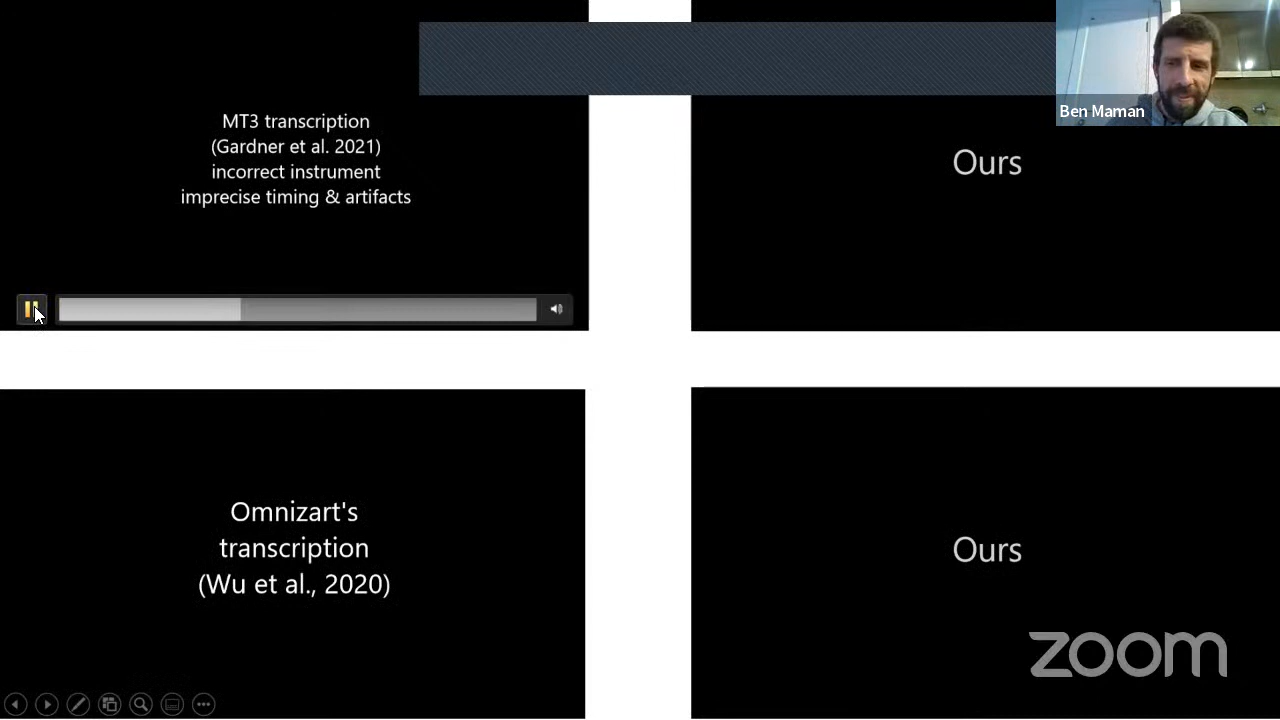 MT3 transcription
(Gardner et al. 2021)
incorrect instrument
imprecise timing & artifacts
Ours
Ben Maman
Omnizart's
transcription
(Wu et al., 2020)
Ours
zoom